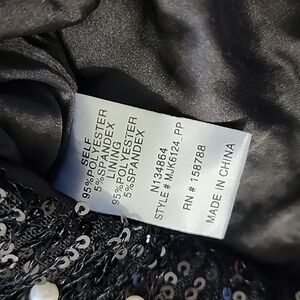 SELF
95%POLYESTER
5%SPANDEX
LINING
95%POLYESTER
5%SPANDEX
N134864
STYLE # MJK6124_PP
RN # 158788
MADE IN CHINA